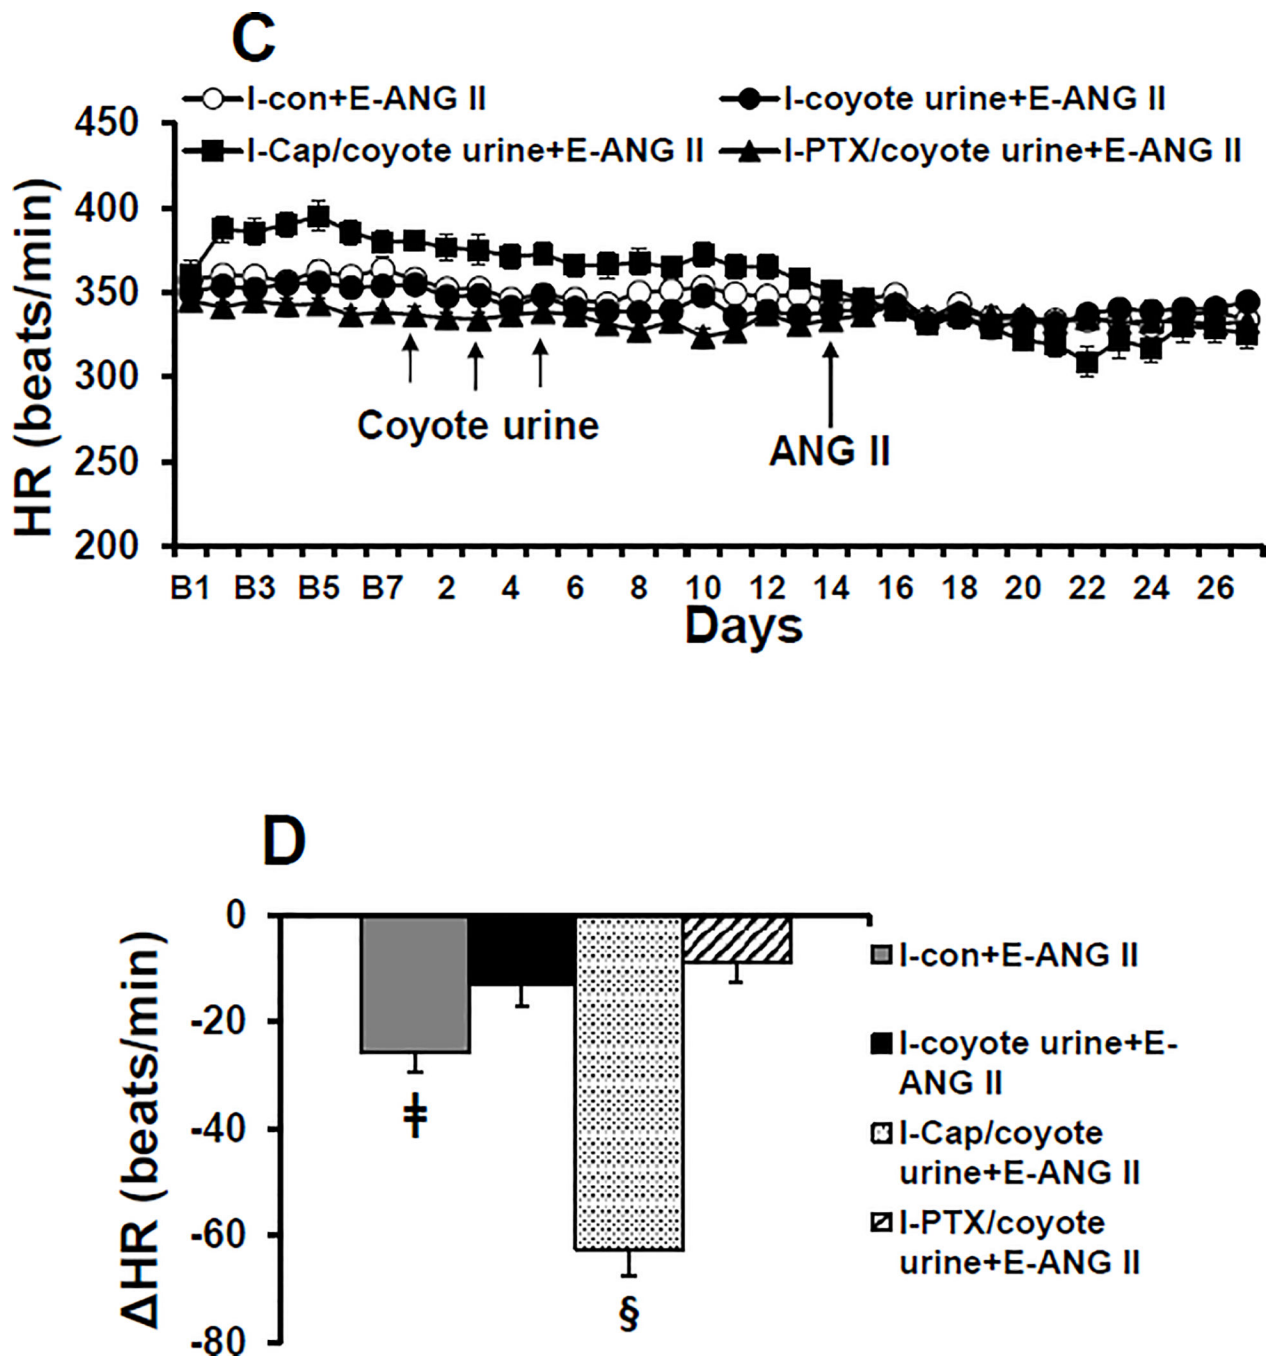 C
I-con+E-ANG II I-coyote urine+E-ANG II
I-Cap/coyote urine+E-ANG II I-PTX/coyote urine+E-ANG II
HR (beats/min)
450
400
350
300
250
200
Coyote urine
ANG II
B1 B3 B5 B7 2 4 6 8 10 12 14 16 18 20 22 24 26
Days
D
ΔHR (beats/min)
0
-20
-40
-60
-80
ǂ
§
I-con+E-ANG II
I-coyote urine+E-
ANG II
I-Cap/coyote
urine+E-ANG II
I-PTX/coyote
urine+E-ANG II